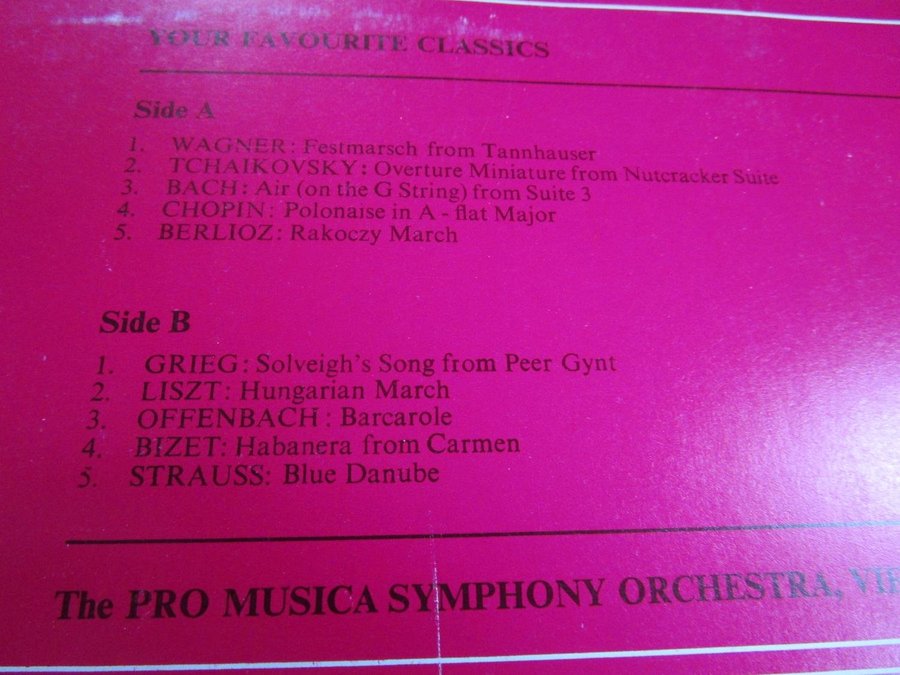 YOUR FAVOURITE CLASSICS
Side A
1. WAGNER: Festmarsch from Tannhauser
2. TCHAIKOVSKY: Overture Miniature from Nutcracker Suite
3. BACH: Air (on the G String) from Suite 3
4. CHOPIN: Polonaise in A - flat Major
5. BERLIOZ: Rakoczy March
Side B
1. GRIEG: Solveigh's Song from Peer Gynt
2. LISZT: Hungarian March
3. OFFENBACH: Barcarole
4. BIZET: Habanera from Carmen
5. STRAUSS: Blue Danube
The PRO MUSICA SYMPHONY ORCHESTRA,